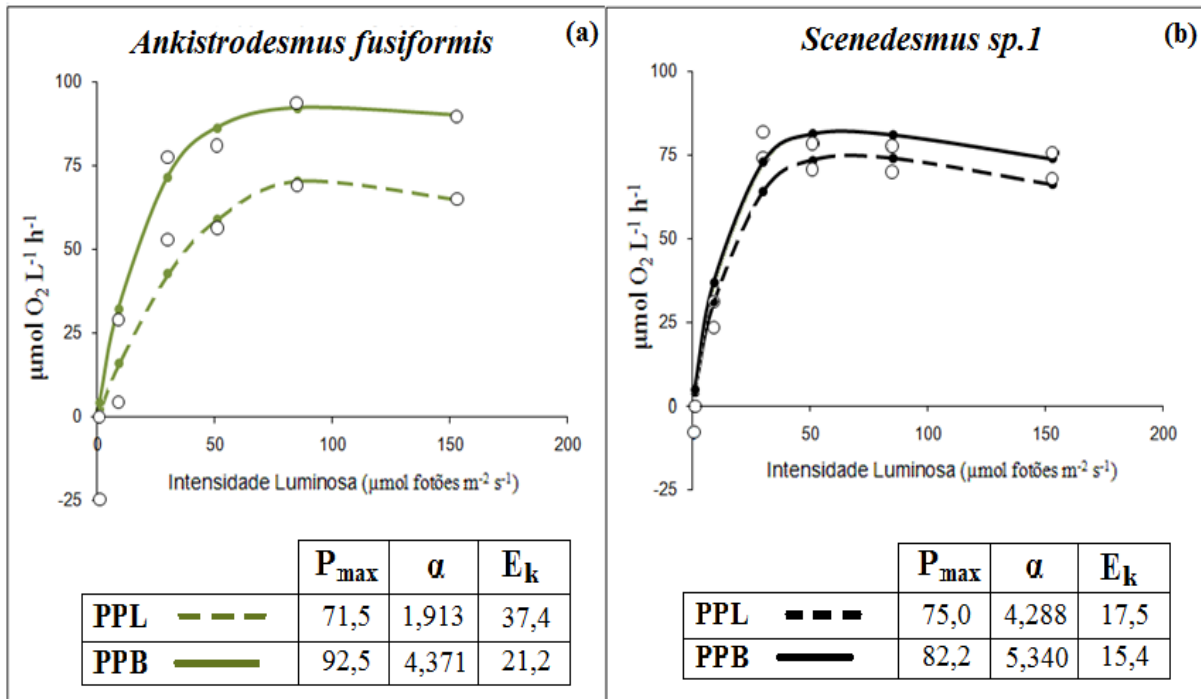 Ankistrodesmus fusiformis
(a)
100
75
50
25
0
-25
0
50
100
150
200
µmol O₂ L⁻¹ h⁻¹
Intensidade Luminosa (µmol fotões m⁻² s⁻¹)
Pmax α Ek
PPL 71,5 1,913 37,4
PPB 92,5 4,371 21,2
Scenedesmus sp.1
(b)
100
75
50
25
0
-25
0
50
100
150
200
µmol O₂ L⁻¹ h⁻¹
Intensidade Luminosa (µmol fotões m⁻² s⁻¹)
Pmax α Ek
PPL 75,0 4,288 17,5
PPB 82,2 5,340 15,4